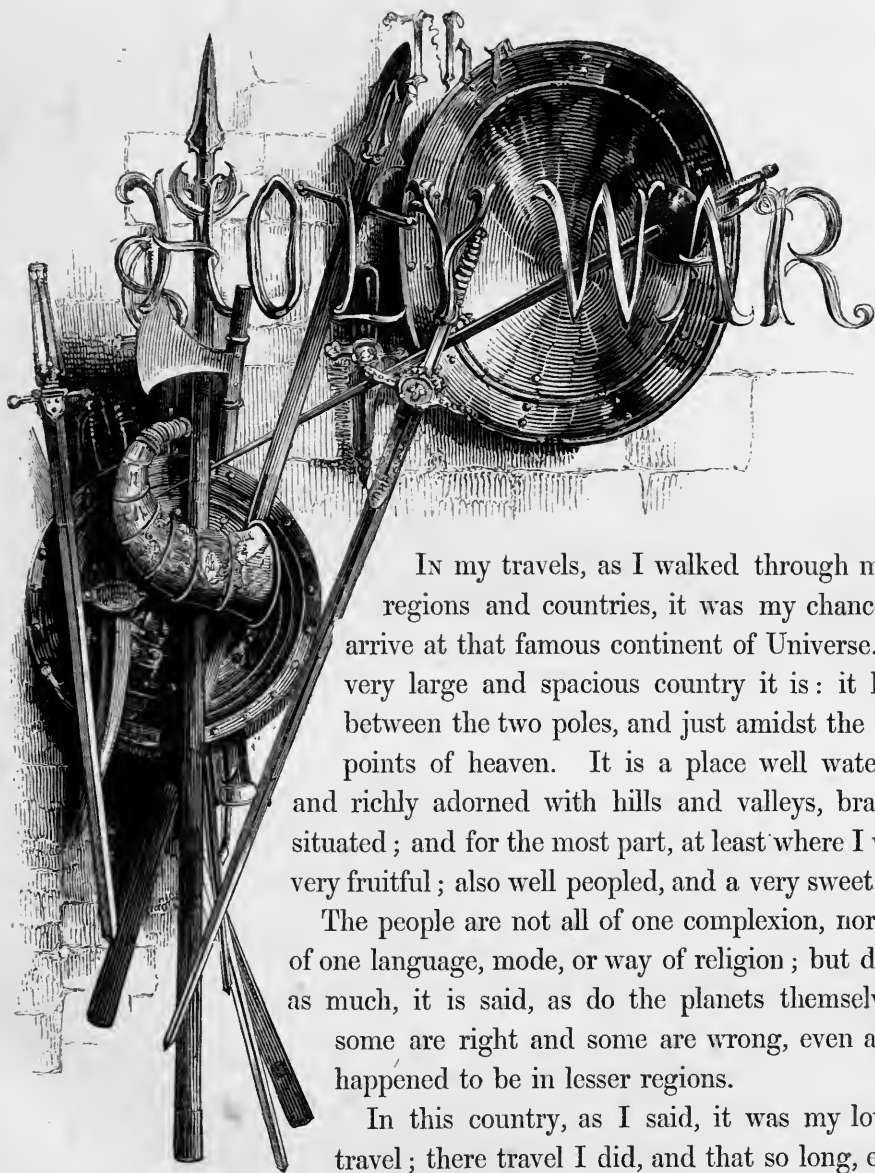 The
HOLY WAR
IN my travels, as I walked through
regions and countries, it was my chance
arrive at that famous continent of Universe.
very large and spacious country it is: it
between the two poles, and just amidst the
points of heaven. It is a place well
and richly adorned with hills and valleys,
situated; and for the most part, at least where I
very fruitful; also well peopled, and a very sweet
The people are not all of one complexion, nor
of one language, mode, or way of religion; but
as much, it is said, as do the planets
some are right and some are wrong, even
happened to be in lesser regions.
In this country, as I said, it was my
travel; there travel I did, and that so long,